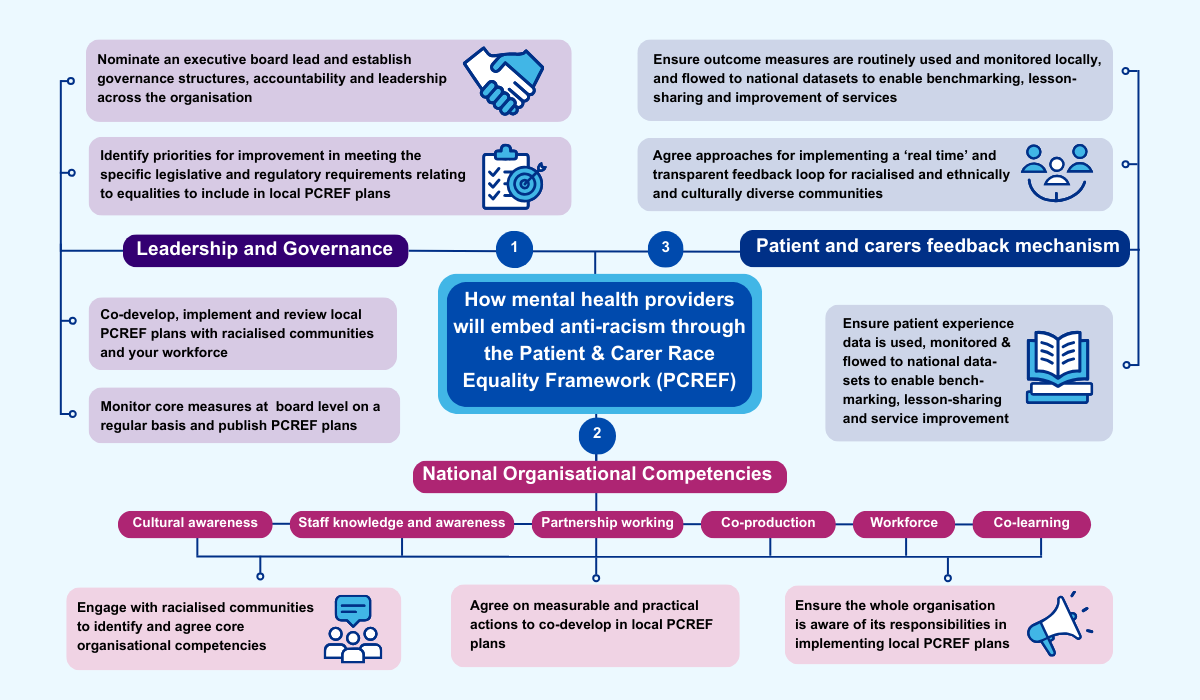 Nominate an executive board lead and establish
governance structures, accountability and leadership
across the organisation
Identify priorities for improvement in meeting the
specific legislative and regulatory requirements relating
to equalities to include in local PCREF plans
Leadership and Governance
1
Co-develop, implement and review local
PCREF plans with racialised communities
and your workforce
Monitor core measures at  board level on a
regular basis and publish PCREF plans
Ensure outcome measures are routinely used and monitored locally,
and flowed to national datasets to enable benchmarking, lesson-
sharing and improvement of services
Agree approaches for implementing a ‘real time’ and
transparent feedback loop for racialised and ethnically
and culturally diverse communities
3
Patient and carers feedback mechanism
Ensure patient experience
data is used, monitored &
flowed to national data-
sets to enable bench-
marking, lesson-sharing
and service improvement
How mental health providers
will embed anti-racism through
the Patient & Carer Race
Equality Framework (PCREF)
2
National Organisational Competencies
Cultural awareness
Staff knowledge and awareness
Partnership working
Co-production
Workforce
Co-learning
Engage with racialised communities
to identify and agree core
organisational competencies
Agree on measurable and practical
actions to co-develop in local PCREF
plans
Ensure the whole organisation
is aware of its responsibilities in
implementing local PCREF plans